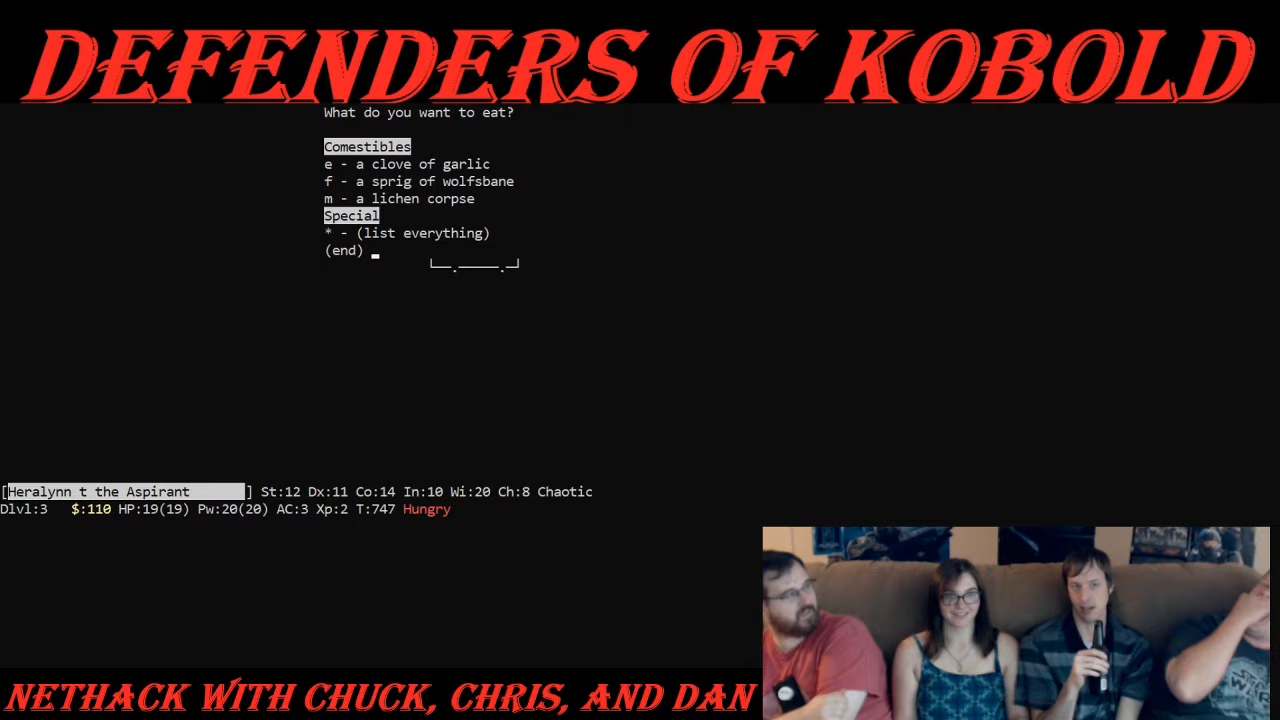 DEFENDERS OF KOBOLD
What do you want to eat?
Comestibles
e - a clove of garlic
f - a sprig of wolfsbane
m - a lichen corpse
Special
* - (list everything)
(end)
[Heralynn t the Aspirant ] St:12 Dx:11 Co:14 In:10 Wi:20 Ch:8 Chaotic
Dlvl:3 $:110 HP:19(19) Pw:20(20) AC:3 Xp:2 T:747 Hungry
NETHACK WITH CHUCK, CHRIS, AND DAN